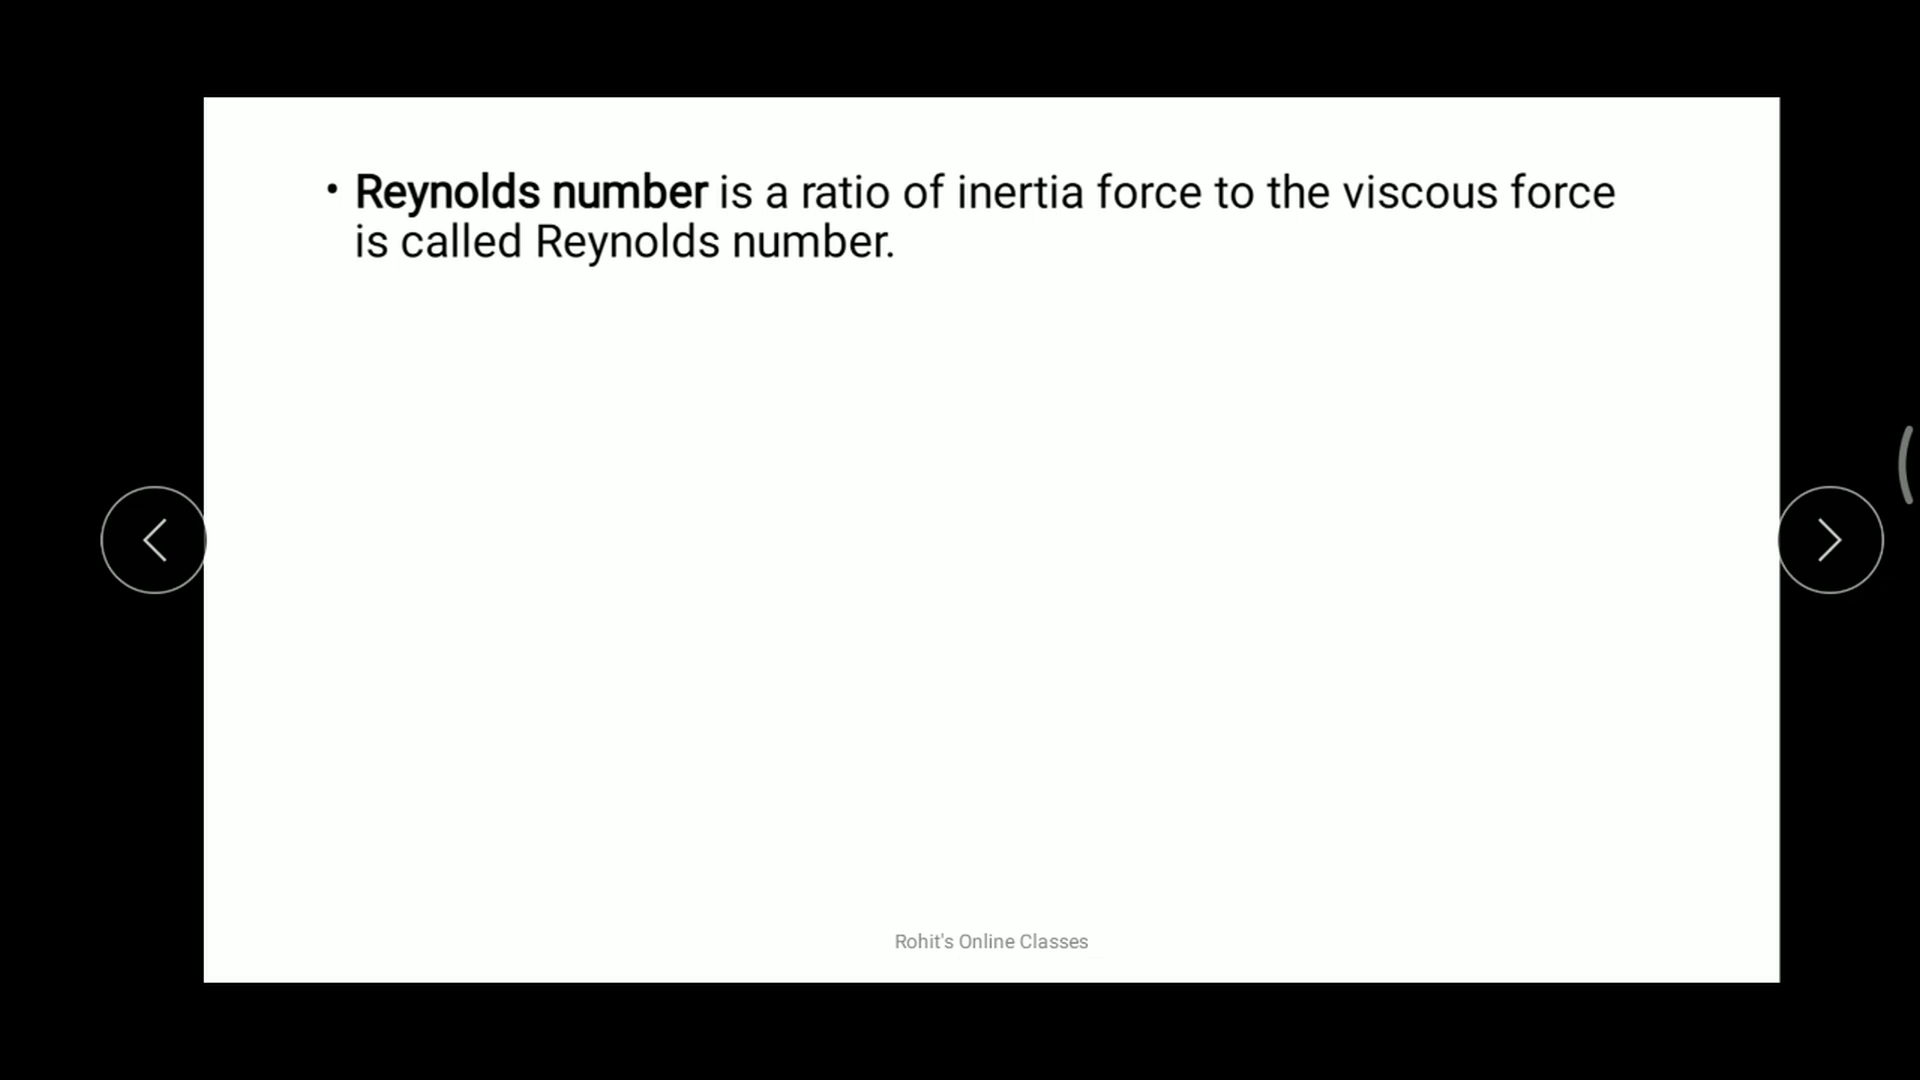 • Reynolds number is a ratio of inertia force to the viscous force
is called Reynolds number.
Rohit's Online Classes